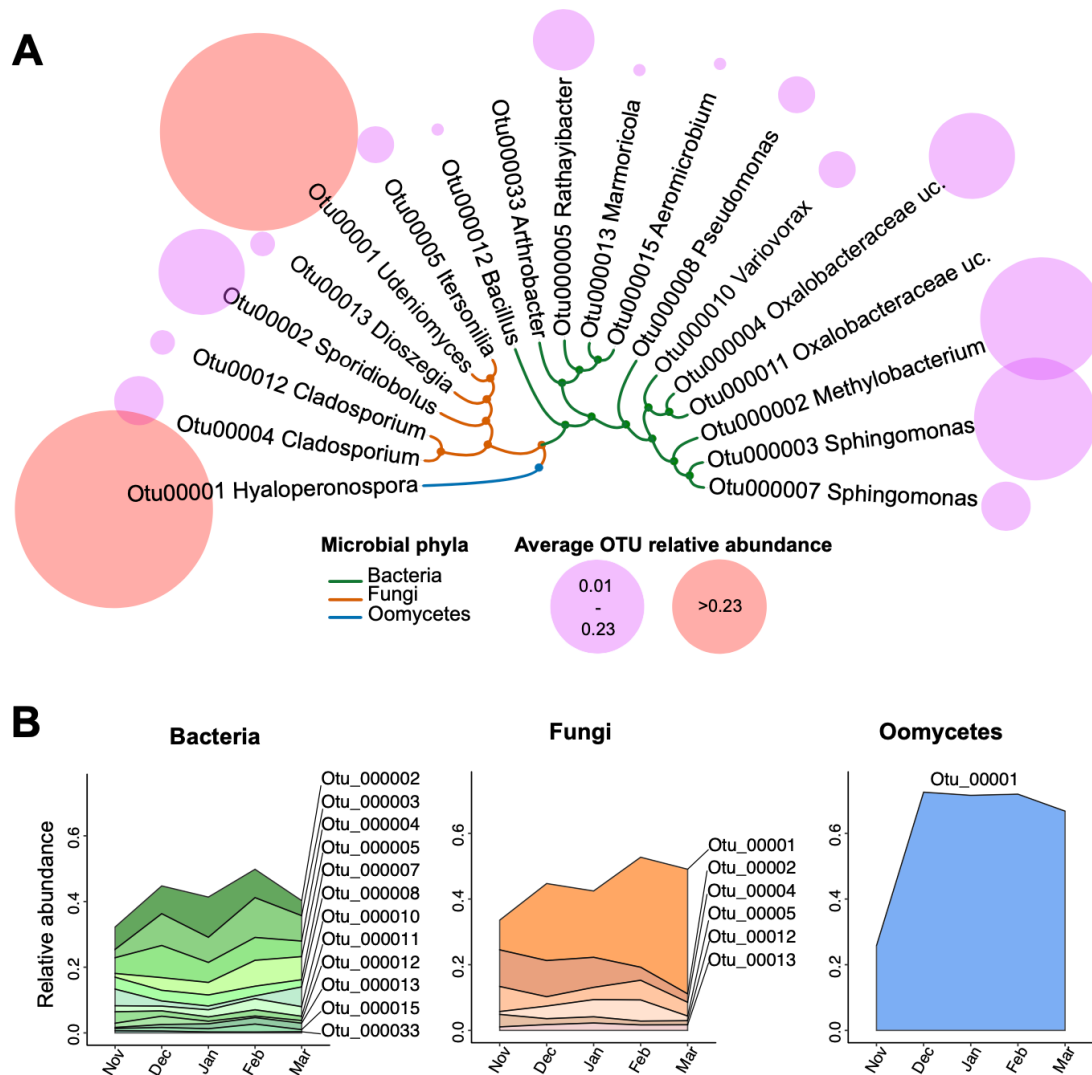 A
Otu00001 Hyaloperonospora
Otu00004 Cladosporium
Otu00012 Cladosporium
Otu00002 Sporidiobolus
Otu00013 Dioszegia
Otu00001 Udeniomyces
Otu00005 Itersonilia
Otu000012 Bacillus
Otu000033 Arthrobacter
Otu000005 Rathayibacter
Otu000013 Marmoricola
Otu000015 Aeromicrobium
Otu000008 Pseudomonas
Otu000010 Variovorax
Otu000004 Oxalobacteraceae uc.
Otu000011 Oxalobacteraceae uc.
Otu000002 Methylobacterium
Otu000003 Sphingomonas
Otu000007 Sphingomonas
Microbial phyla
Bacteria
Fungi
Oomycetes
Average OTU relative abundance
0.01
-
0.23
>0.23
B
Bacteria
Relative abundance
0.6
0.4
0.2
0.0
Nov
Dec
Jan
Feb
Mar
Otu_000002
Otu_000003
Otu_000004
Otu_000005
Otu_000007
Otu_000008
Otu_000010
Otu_000011
Otu_000012
Otu_000013
Otu_000015
Otu_000033
Fungi
0.6
0.4
0.2
0.0
Nov
Dec
Jan
Feb
Mar
Otu_00001
Otu_00002
Otu_00004
Otu_00005
Otu_00012
Otu_00013
Oomycetes
Otu_00001
0.6
0.4
0.2
0.0
Nov
Dec
Jan
Feb
Mar